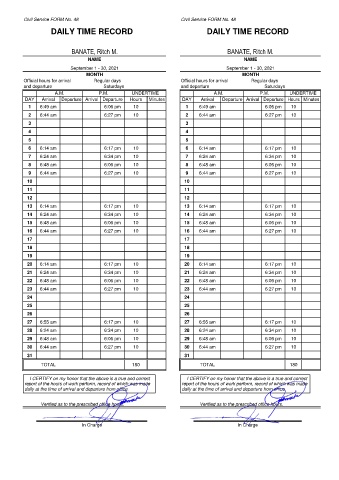 Civil Service FORM No. 48
DAILY TIME RECORD
BANATE, Ritch M.
NAME
September 1 - 30, 2021
MONTH
Official hours for arrival Regular days
and departure Saturdays
A.M. P.M. UNDERTIME
DAY Arrival Departure Arrival Departure Hours Minutes
1 6:49 am 6:06 pm 10
2 6:44 am 6:27 pm 10
3
4
5
6 6:14 am 6:17 pm 10
7 6:24 am 6:34 pm 10
8 6:48 am 6:06 pm 10
9 6:44 am 6:27 pm 10
10
11
12
13 6:14 am 6:17 pm 10
14 6:24 am 6:34 pm 10
15 6:48 am 6:06 pm 10
16 6:44 am 6:27 pm 10
17
18
19
20 6:14 am 6:17 pm 10
21 6:24 am 6:34 pm 10
22 6:48 am 6:06 pm 10
23 6:44 am 6:27 pm 10
24
25
26
27 6:55 am 6:17 pm 10
28 6:24 am 6:34 pm 10
29 6:48 am 6:06 pm 10
30 6:44 am 6:27 pm 10
31
TOTAL 180
I CERTIFY on my honor that the above is a true and correct
report of the hours of work perform, record of which was made
daily at the time of arrival and departure from office.
Verified as to the prescribed office hours.
In Charge
Civil Service FORM No. 48
DAILY TIME RECORD
BANATE, Ritch M.
NAME
September 1 - 30, 2021
MONTH
Official hours for arrival Regular days
and departure Saturdays
A.M. P.M. UNDERTIME
DAY Arrival Departure Arrival Departure Hours Minutes
1 6:49 am 6:06 pm 10
2 6:44 am 6:27 pm 10
3
4
5
6 6:14 am 6:17 pm 10
7 6:24 am 6:34 pm 10
8 6:48 am 6:06 pm 10
9 6:44 am 6:27 pm 10
10
11
12
13 6:14 am 6:17 pm 10
14 6:24 am 6:34 pm 10
15 6:48 am 6:06 pm 10
16 6:44 am 6:27 pm 10
17
18
19
20 6:14 am 6:17 pm 10
21 6:24 am 6:34 pm 10
22 6:48 am 6:06 pm 10
23 6:44 am 6:27 pm 10
24
25
26
27 6:55 am 6:17 pm 10
28 6:24 am 6:34 pm 10
29 6:48 am 6:06 pm 10
30 6:44 am 6:27 pm 10
31
TOTAL 180
I CERTIFY on my honor that the above is a true and correct
report of the hours of work perform, record of which was made
daily at the time of arrival and departure from office.
Verified as to the prescribed office hours.
In Charge